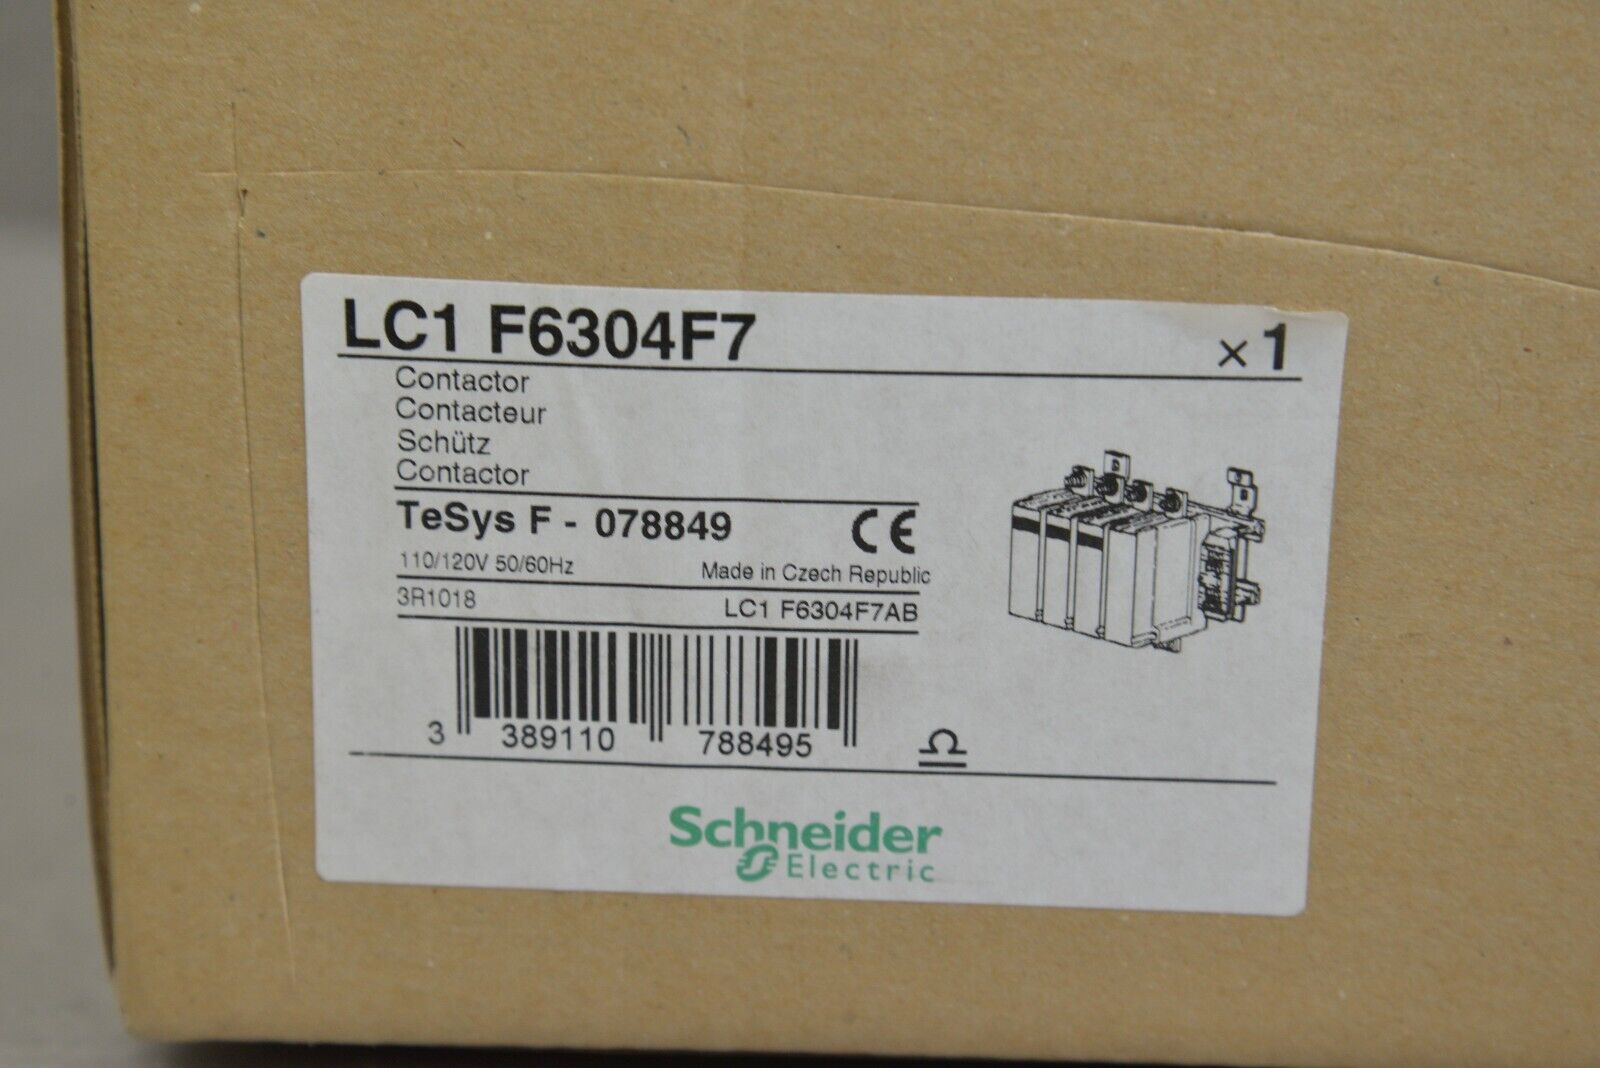 LC1 F6304F7 ×1
Contactor
Contacteur
Schütz
Contactor
TeSys F - 078849 CE
110/120V 50/60Hz Made in Czech Republic
3R1018 LC1 F6304F7AB
3 389110 788495
Schneider
Electric